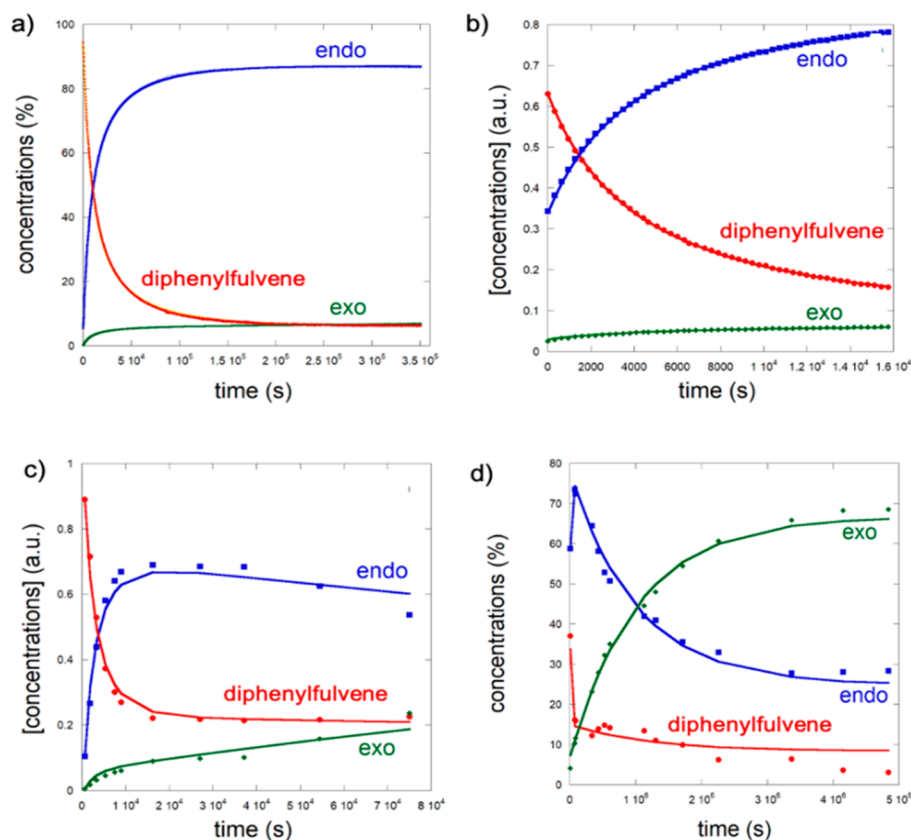 a)
100
80
60
40
20
0
concentrations (%)
endo
diphenylfulvene
exo
0
5 10⁴
1 10⁵
1.5 10⁵
2 10⁵
2.5 10⁵
3 10⁵
3.5 10⁵
time (s)
b)
0.8
0.7
0.6
0.5
0.4
0.3
0.2
0.1
0
[concentrations] (a.u.)
endo
diphenylfulvene
exo
0 2000 4000 6000 8000 1 10⁴ 1.2 10⁴ 1.4 10⁴ 1.6 10⁴
time (s)
c)
1
0.8
0.6
0.4
0.2
0
[concentrations] (a.u.)
endo
diphenylfulvene
exo
0 1 10⁴ 2 10⁴ 3 10⁴ 4 10⁴ 5 10⁴ 6 10⁴ 7 10⁴ 8 10⁴
time (s)
d)
80
70
60
50
40
30
20
10
0
concentrations (%)
exo
endo
diphenylfulvene
0 1 10⁶ 2 10⁶ 3 10⁶ 4 10⁶ 5 10⁶
time (s)